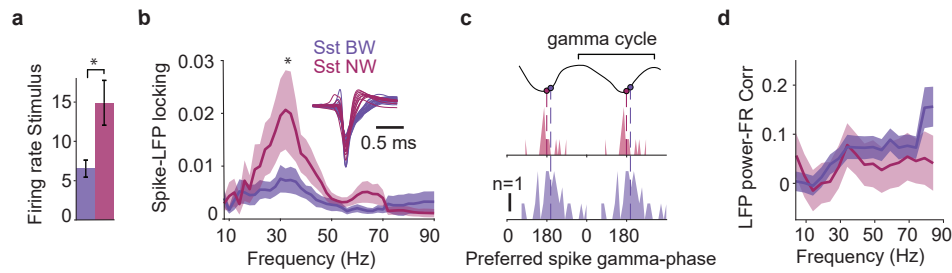 a
Firing rate Stimulus
15
10
5
0
*
b
Spike-LFP locking
0.03
0.02
0.01
0
Sst BW
Sst NW
*
0.5 ms
10 30 50 70 90
Frequency (Hz)
c
gamma cycle
n=1
0 180 0 180
Preferred spike gamma-phase
d
LFP power-FR Corr
0.2
0.1
0
10 30 50 70 90
Frequency (Hz)